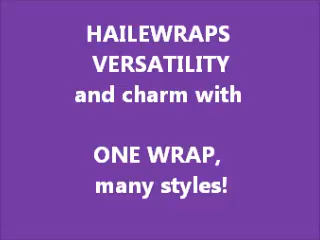 HAILEWRAPS
VERSATILITY
and charm with
ONE WRAP,
many styles!